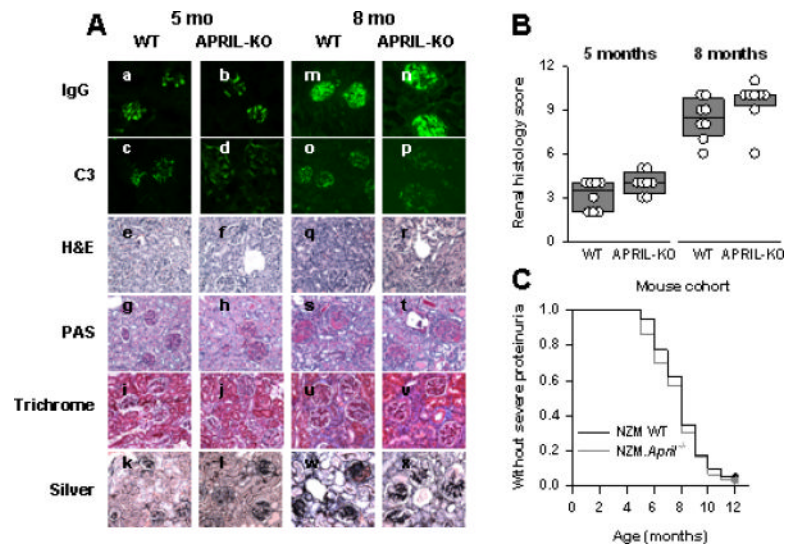 A
5 mo 8 mo
WT APRIL-KO WT APRIL-KO
IgG a b m n
C3 c d o p
H&E e f q r
PAS g h s t
Trichrome i j u v
Silver k l w x
B
5 months 8 months
Renal histology score
12
9
6
3
0
WT APRIL-KO WT APRIL-KO
Mouse cohort
C
Without severe proteinuria
1.0
0.8
0.6
0.4
0.2
0.0
NZM WT
NZM.April-/-
0 2 4 6 8 10 12 14
Age (months)